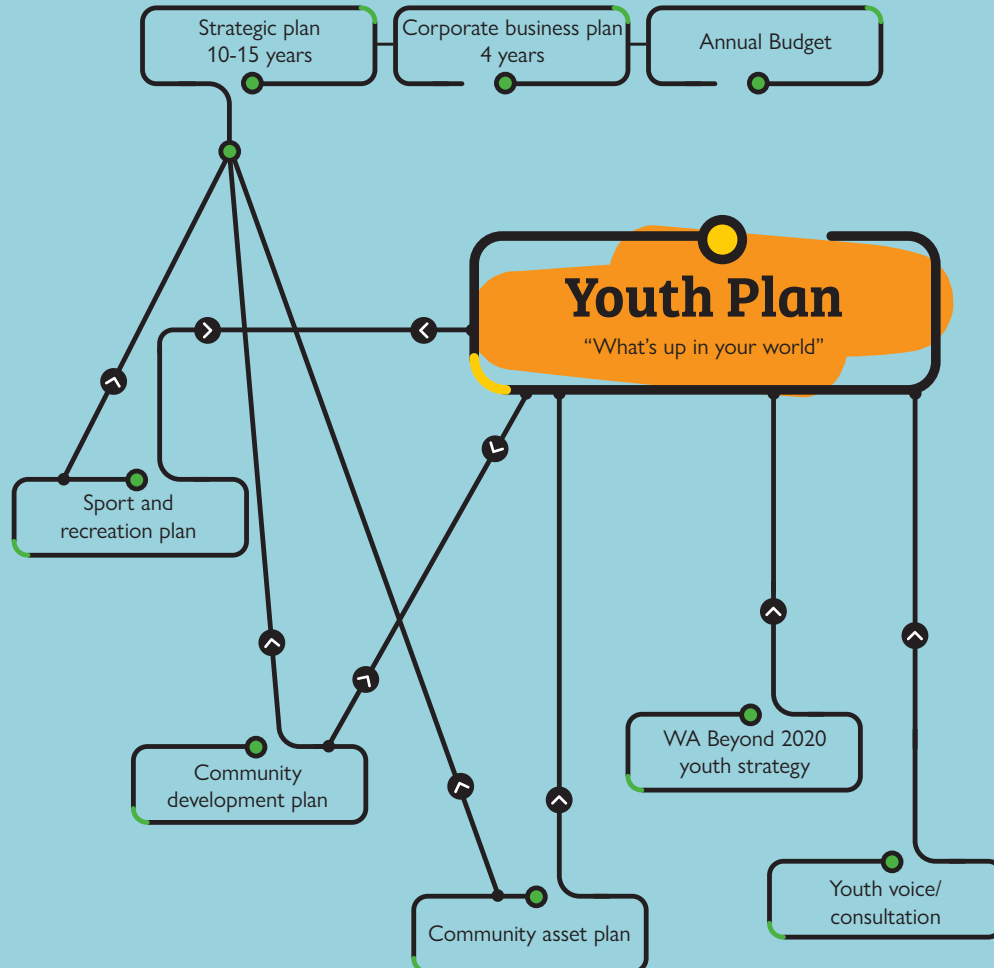 Strategic plan
10-15 years
Corporate business plan
4 years
Annual Budget
Youth Plan
“What’s up in your world”
Sport and
recreation plan
WA Beyond 2020
youth strategy
Community
development plan
Youth voice/
consultation
Community asset plan